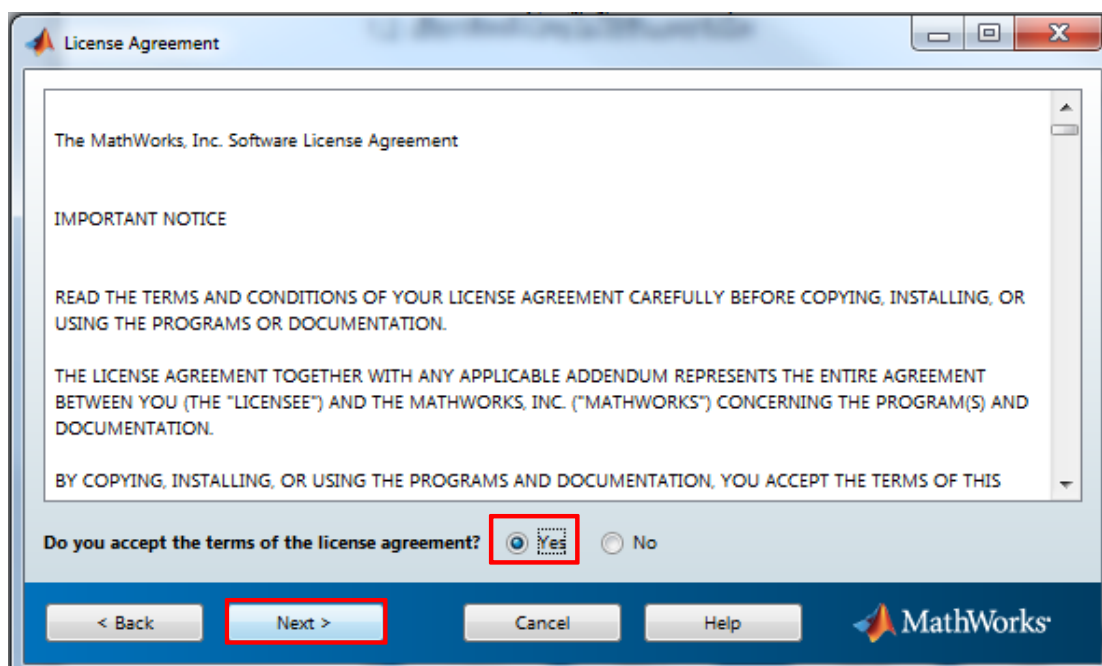 License Agreement
The MathWorks, Inc. Software License Agreement
IMPORTANT NOTICE
READ THE TERMS AND CONDITIONS OF YOUR LICENSE AGREEMENT CAREFULLY BEFORE COPYING, INSTALLING, OR
USING THE PROGRAMS OR DOCUMENTATION.
THE LICENSE AGREEMENT TOGETHER WITH ANY APPLICABLE ADDENDUM REPRESENTS THE ENTIRE AGREEMENT
BETWEEN YOU (THE "LICENSEE") AND THE MATHWORKS, INC. ("MATHWORKS") CONCERNING THE PROGRAM(S) AND
DOCUMENTATION.
BY COPYING, INSTALLING, OR USING THE PROGRAMS AND DOCUMENTATION, YOU ACCEPT THE TERMS OF THIS
Do you accept the terms of the license agreement? Yes No
< Back Next > Cancel Help MathWorks